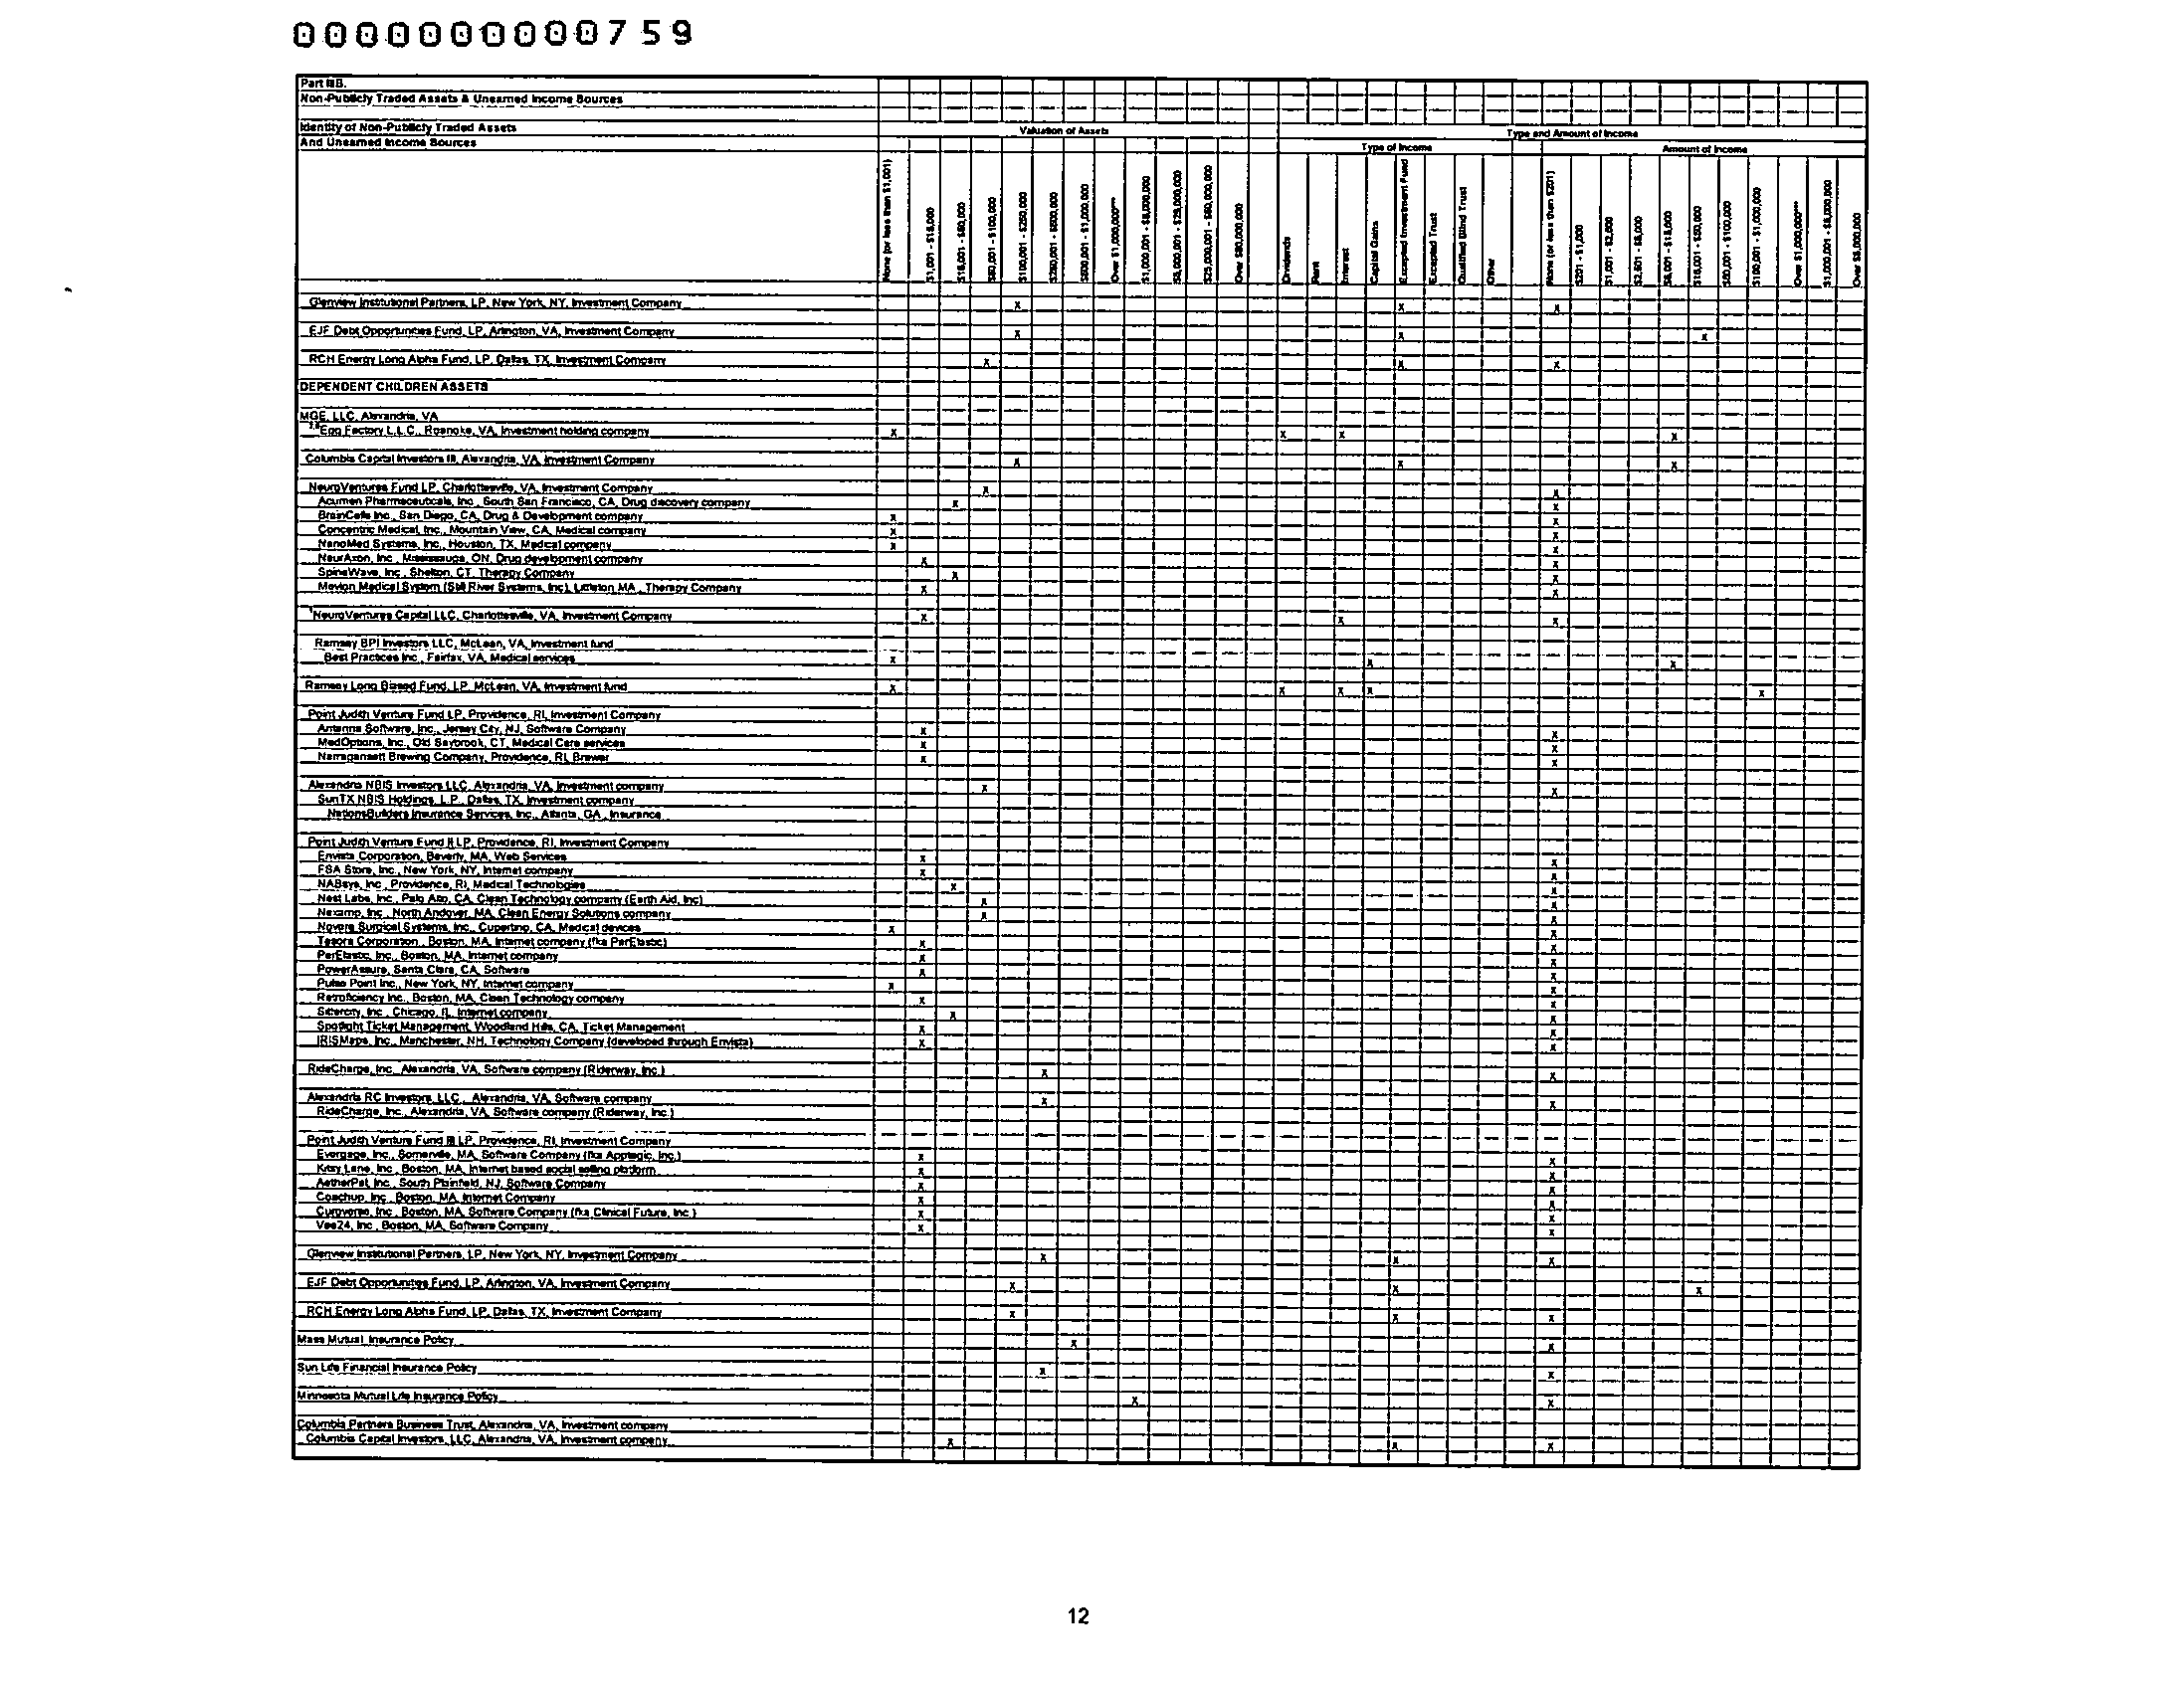 000000000759
Part IIIB.
Non-Publicly Traded Assets & Unearned Income Sources
Identity of Non-Publicly Traded Assets
And Unearned Income Sources
Valuation of Assets
Type and Amount of Income
Type of Income
Amount of Income
None (or less than $1,001)
$1,001 - $15,000
$15,001 - $50,000
$50,001 - $100,000
$100,001 - $250,000
$250,001 - $500,000
$500,001 - $1,000,000
Over $1,000,000***
$1,000,001 - $5,000,000
$5,000,001 - $25,000,000
$25,000,001 - $50,000,000
Over $50,000,000
Dividends
Rent
Interest
Capital Gains
Excepted Investment Fund
Excepted Trust
Qualified Blind Trust
Other
None (or less than $201)
$201 - $1,000
$1,001 - $2,500
$2,501 - $5,000
$5,001 - $15,000
$15,001 - $50,000
$50,001 - $100,000
$100,001 - $1,000,000
Over $1,000,000***
$1,000,001 - $5,000,000
Over $5,000,000
Glenview Institutional Partners, LP, New York, NY, Investment Company X X X
EJF Debt Opportunities Fund, LP, Arlington, VA, Investment Company X X X
RCH Energy Long Alpha Fund, LP, Dallas, TX, Investment Company X X X
DEPENDENT CHILDREN ASSETS
MGE, LLC, Alexandria, VA
Egg Factory L.L.C., Roanoke, VA, Investment holding company X X X X
Columbia Capital Investors III, Alexandria, VA, Investment Company X X X
NeuroVentures Fund LP, Charlottesville, VA, Investment Company X X
Acumen Pharmaceuticals, Inc., South San Francisco, CA, Drug discovery company X X
BrainCells Inc., San Diego, CA, Drug & Development company X X
Concentric Medical, Inc., Mountain View, CA, Medical company X X
NanoMed Systems, Inc., Houston, TX, Medical company X X
NeurAxon, Inc., Mississauga, ON, Drug development company X X
SpineWave, Inc., Shelton, CT, Therapy Company X X
Mevion Medical System (Still River Systems, Inc), Littleton MA, Therapy Company X X
NeuroVentures Capital LLC, Charlottesville, VA, Investment Company X X X
Ramsey BPI Investors LLC, McLean, VA, Investment fund
Best Practices Inc., Fairfax, VA, Medical services X X X
Ramsey Long Biased Fund, LP, McLean, VA, Investment fund X X X X X
Point Judith Venture Fund LP, Providence, RI, Investment Company
Antenna Software, Inc., Jersey City, NJ, Software Company X X
MedOptions, Inc., Old Saybrook, CT, Medical Care services X X
Narragansett Brewing Company, Providence, RI, Brewer X X
Alexandria NBIS Investors LLC, Alexandria, VA, Investment company X X
SunTX NBIS Holdings, L.P., Dallas, TX, Investment company
NationsBuilders Insurance Services, Inc., Atlanta, GA, Insurance
Point Judith Venture Fund II LP, Providence, RI, Investment Company
Envista Corporation, Beverly, MA, Web Services X X
FSA Store, Inc., New York, NY, Internet company X X
NABsys, Inc., Providence, RI, Medical Technologies X X
Nest Labs, Inc., Palo Alto, CA, Clean Technology company (Earth Aid, Inc) X X
Nexamp, Inc., North Andover, MA, Clean Energy Solutions company X X
Novare Surgical Systems, Inc., Cupertino, CA, Medical devices X X
Tesora Corporation, Boston, MA, Internet company (fka ParElastic) X X
ParElastic, Inc., Boston, MA, Internet company X X
PowerAssure, Santa Clara, CA, Software X X
Pulse Point Inc., New York, NY, Internet company X X
Retroficiency Inc., Boston, MA, Clean Technology company X X
Sittercity, Inc., Chicago, IL, Internet company X X
Spotlight Ticket Management, Woodland Hills, CA, Ticket Management X X
IRISMaps, Inc., Manchester, NH, Technology Company (developed through Envista) X X
RideCharge, Inc., Alexandria, VA, Software company (Riderway, Inc.) X X
Alexandria RC Investors, LLC., Alexandria, VA, Software company X X
RideCharge, Inc., Alexandria, VA, Software company (Riderway, Inc.)
Point Judith Venture Fund III LP, Providence, RI, Investment Company
Evergage, Inc., Somerville, MA, Software Company (fka Apptegic, Inc.) X X
Kitsy Lane, Inc., Boston, MA, Internet based social selling platform X X
AetherPal, Inc., South Plainfield, NJ, Software Company X X
Coachup, Inc., Boston, MA, Internet Company X X
Curoverse, Inc., Boston, MA, Software Company (fka Clinical Future, Inc.) X X
Vee24, Inc., Boston, MA, Software Company X X
Glenview Institutional Partners, LP, New York, NY, Investment Company X X X
EJF Debt Opportunities Fund, LP, Arlington, VA, Investment Company X X X
RCH Energy Long Alpha Fund, LP, Dallas, TX, Investment Company X X X
Mass Mutual Insurance Policy X X
Sun Life Financial Insurance Policy X X
Minnesota Mutual Life Insurance Policy X X
Columbia Partners Business Trust, Alexandria, VA, Investment company
Columbia Capital Investors, LLC, Alexandria, VA, Investment company X X X
12